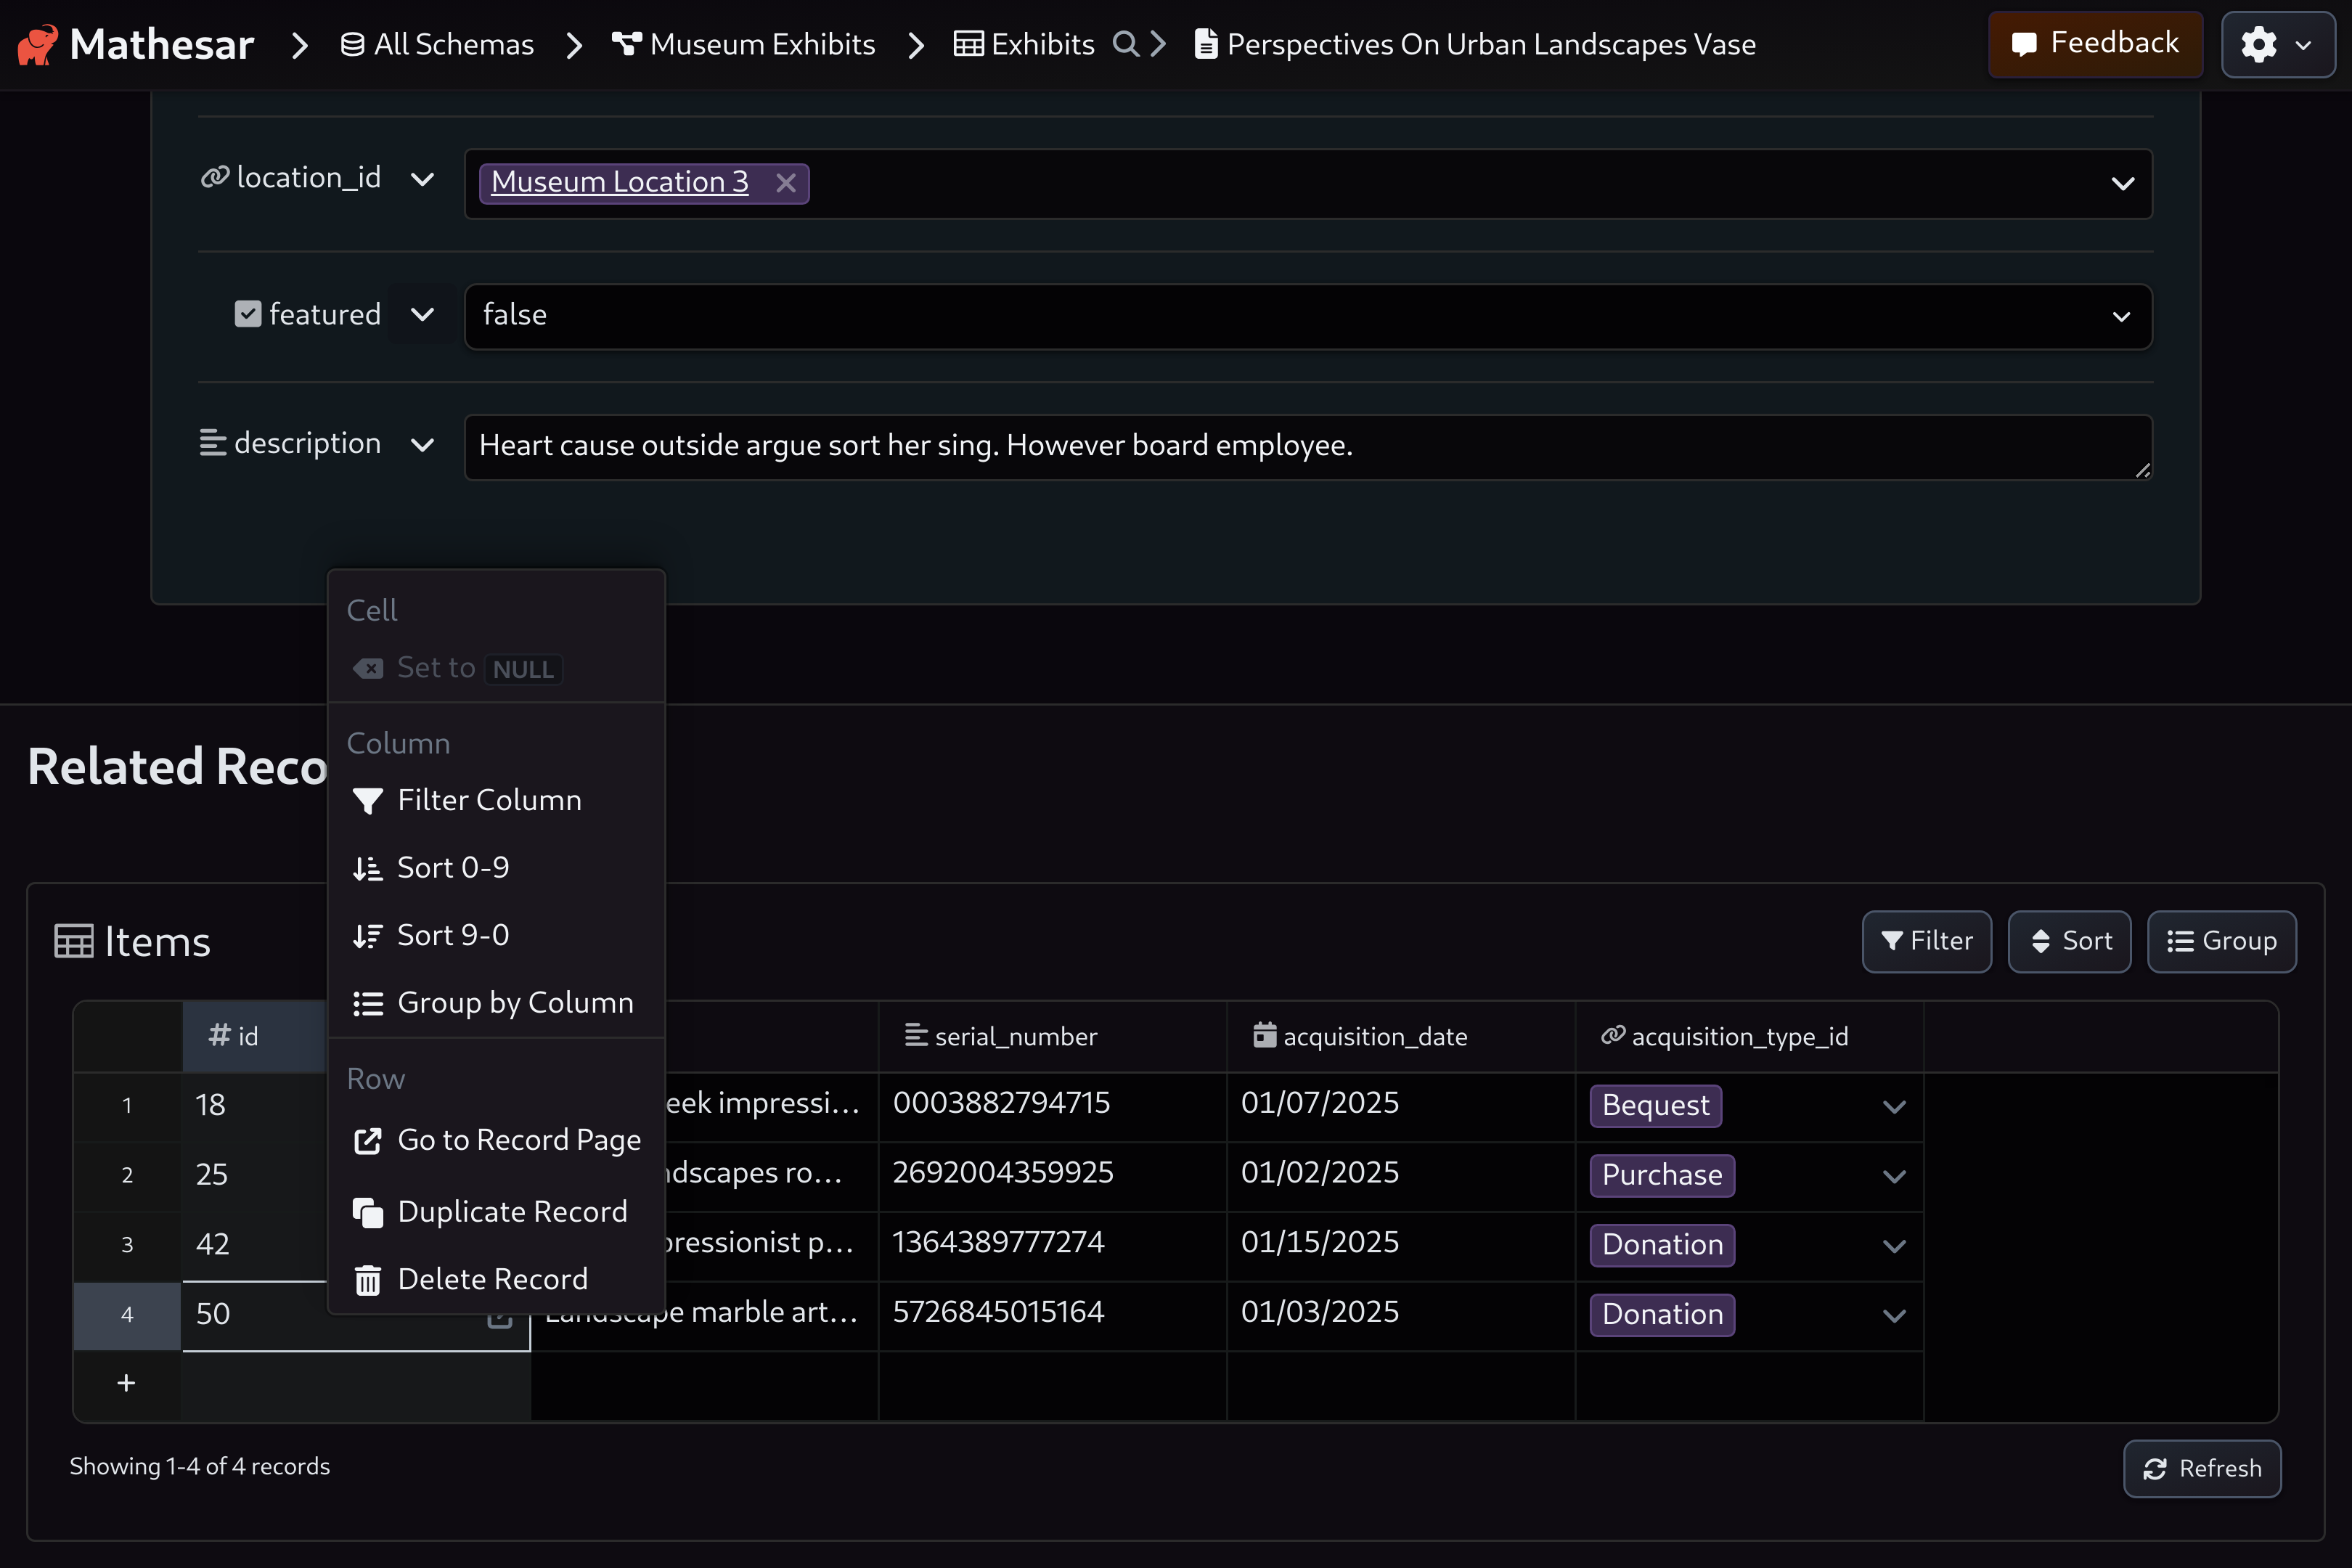 Mathesar All Schemas Museum Exhibits Exhibits Perspectives On Urban Landscapes Vase Feedback
location_id Museum Location 3
featured false
description Heart cause outside argue sort her sing. However board employee.
Cell
Set to NULL
Column
Filter Column
Sort 0-9
Sort 9-0
Group by Column
Row
Go to Record Page
Duplicate Record
Delete Record
Related Reco
Items Filter Sort Group
id serial_number acquisition_date acquisition_type_id
1 18 eek impressi... 0003882794715 01/07/2025 Bequest
2 25 ndscapes ro... 2692004359925 01/02/2025 Purchase
3 42 pressionist p... 1364389777274 01/15/2025 Donation
4 50 Landscape marble art... 5726845015164 01/03/2025 Donation
+
Showing 1-4 of 4 records Refresh